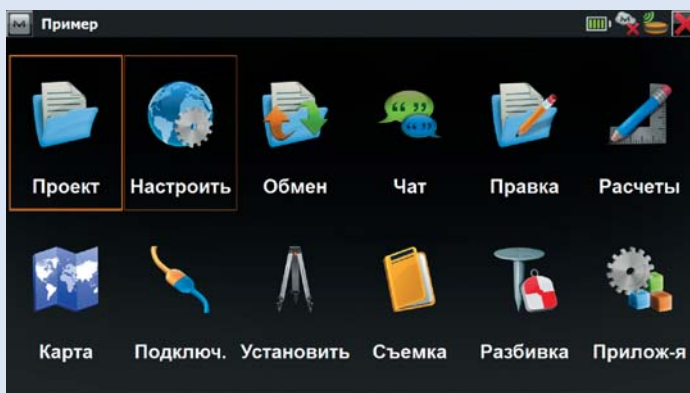 Пример
Проект Настроить Обмен Чат Правка Расчеты
Карта Подключ. Установить Съемка Разбивка Прилож-я